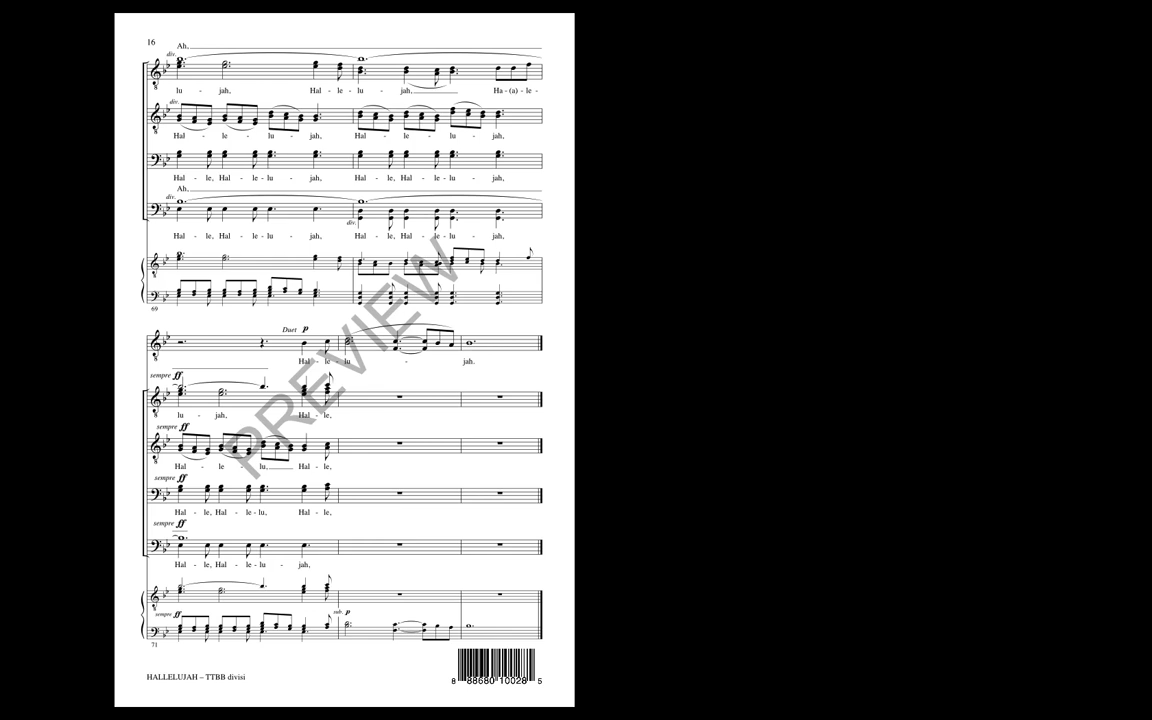 16
Ah,
div.
lu - jah, Hal - le - lu - jah, Ha - (a) - le -
div.
Hal - le - lu - jah, Hal - le - lu - jah,
Hal - le, Hal - le - lu - jah, Hal - le, Hal - le - lu - jah,
Ah,
div.
div.
Hal - le, Hal - le - lu - jah, Hal - le, Hal - le - lu - jah,
69
Duet p
Hal - le - lu - jah.
sempre ff
lu - jah, Hal - le,
sempre ff
Hal - le - lu, Hal - le,
sempre ff
Hal - le, Hal - le - lu, Hal - le,
sempre ff
Hal - le, Hal - le - lu - jah,
sempre ff
sub. p
71
PREVIEW
HALLELUJAH – TTBB divisi
8 88680 10028 5